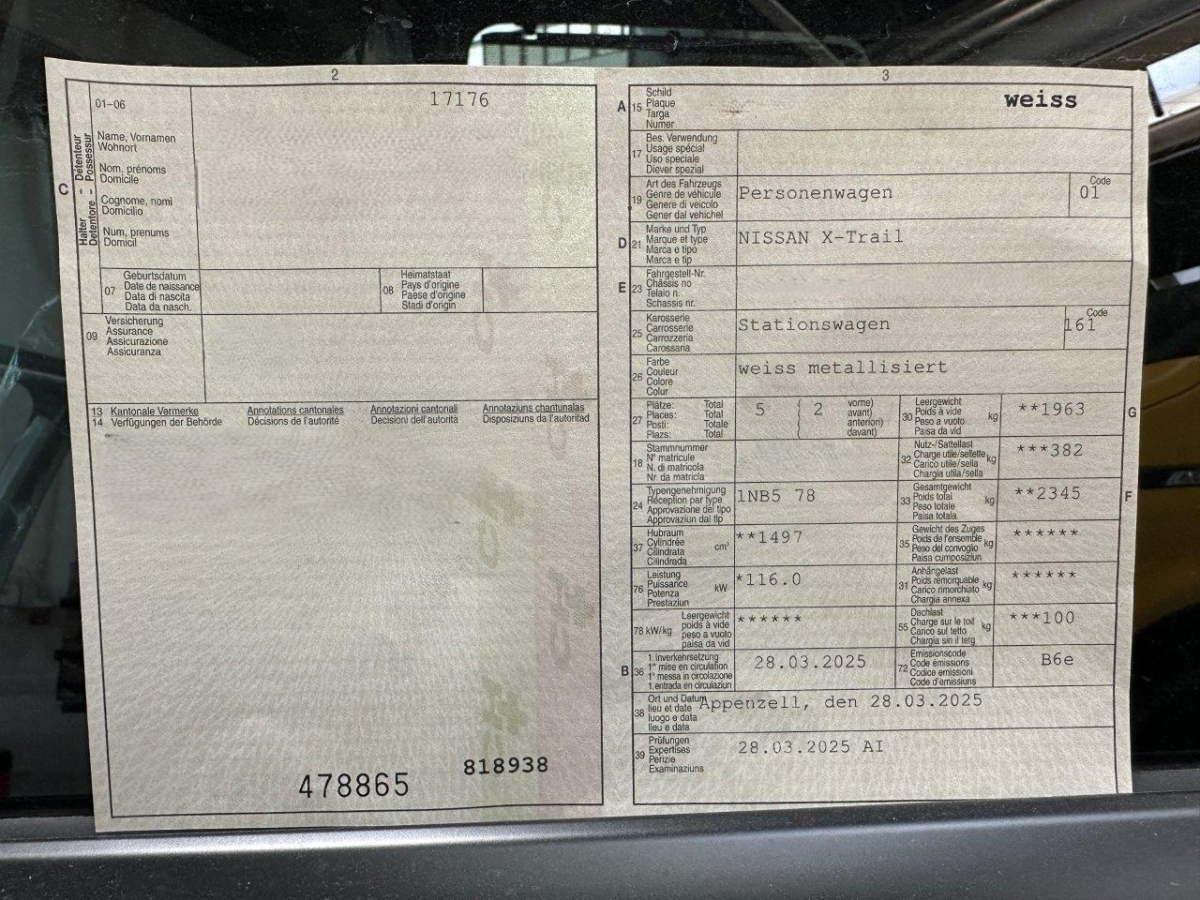 2
01-06
17176
C
Halter - Détenteur
Detentore - Possessur
Name, Vornamen
Wohnort
Nom, prénoms
Domicile
Cognome, nomi
Domicilio
Num, prenums
Domicil
07
Geburtsdatum
Date de naissance
Data di nascita
Data da nasch.
08
Heimatstaat
Pays d'origine
Paese d'origine
Stadi d'origin
09
Versicherung
Assurance
Assicurazione
Assicuranza
13 Kantonale Vermerke Annotations cantonales Annotazioni cantonali Annotaziuns chantunalas
14 Verfügungen der Behörde Décisions de l'autorité Decisioni dell'autorità Disposiziuns da l'autoritad
478865
818938
3
A 15
Schild
Plaque
Targa
Numer
weiss
17
Bes. Verwendung
Usage spécial
Uso speciale
Diever spezial
19
Art des Fahrzeugs
Genre de véhicule
Genere di veicolo
Gener dal vehichel
Personenwagen
Code
01
D 21
Marke und Typ
Marque et type
Marca e tipo
Marca e tip
NISSAN X-Trail
E 23
Fahrgestell-Nr.
Châssis no
Telaio n.
Schassis nr.
25
Karosserie
Carrosserie
Carrozzeria
Carossaria
Stationswagen
Code
161
26
Farbe
Couleur
Colore
Colur
weiss metallisiert
27
Plätze: Total
Places: Total
Posti: Totale
Plazs: Total
5
2
vorne)
avant)
anteriori)
davant)
30
Leergewicht
Poids à vide
Peso a vuoto
Paisa da vid
kg
**1963
G
18
Stammnummer
N° matricule
N. di matricola
Nr. da matricla
32
Nutz-/Sattellast
Charge utile/sellette
Carico utile/sella
Chargia utila/sella
kg
***382
24
Typengenehmigung
Réception par type
Approvazione del tipo
Approvaziun dal tip
1NB5 78
33
Gesamtgewicht
Poids total
Peso totale
Paisa totala
kg
**2345
F
37
Hubraum
Cylindrée
Cilindrata
Cilindrada
cm³
**1497
35
Gewicht des Zuges
Poids de l'ensemble
Peso del convoglio
Paisa cumposiziun
kg
******
76
Leistung
Puissance
Potenza
Prestaziun
kW
*116.0
31
Anhängelast
Poids remorquable
Carico rimorchiato
Chargia annexa
kg
******
78 kW/kg
Leergewicht
poids à vide
peso a vuoto
paisa da vid
******
55
Dachlast
Charge sur le toit
Carico sul tetto
Chargia sin il tetg
kg
***100
B 36
1. Inverkehrsetzung
1re mise en circulation
1a messa in circolazione
1. entrada en circulaziun
28.03.2025
72
Emissionscode
Code émissions
Codice emissioni
Code d'emissiuns
B6e
38
Ort und Datum
lieu et date
luogo e data
lieu e data
Appenzell, den 28.03.2025
39
Prüfungen
Expertises
Perizie
Examinaziuns
28.03.2025 AI